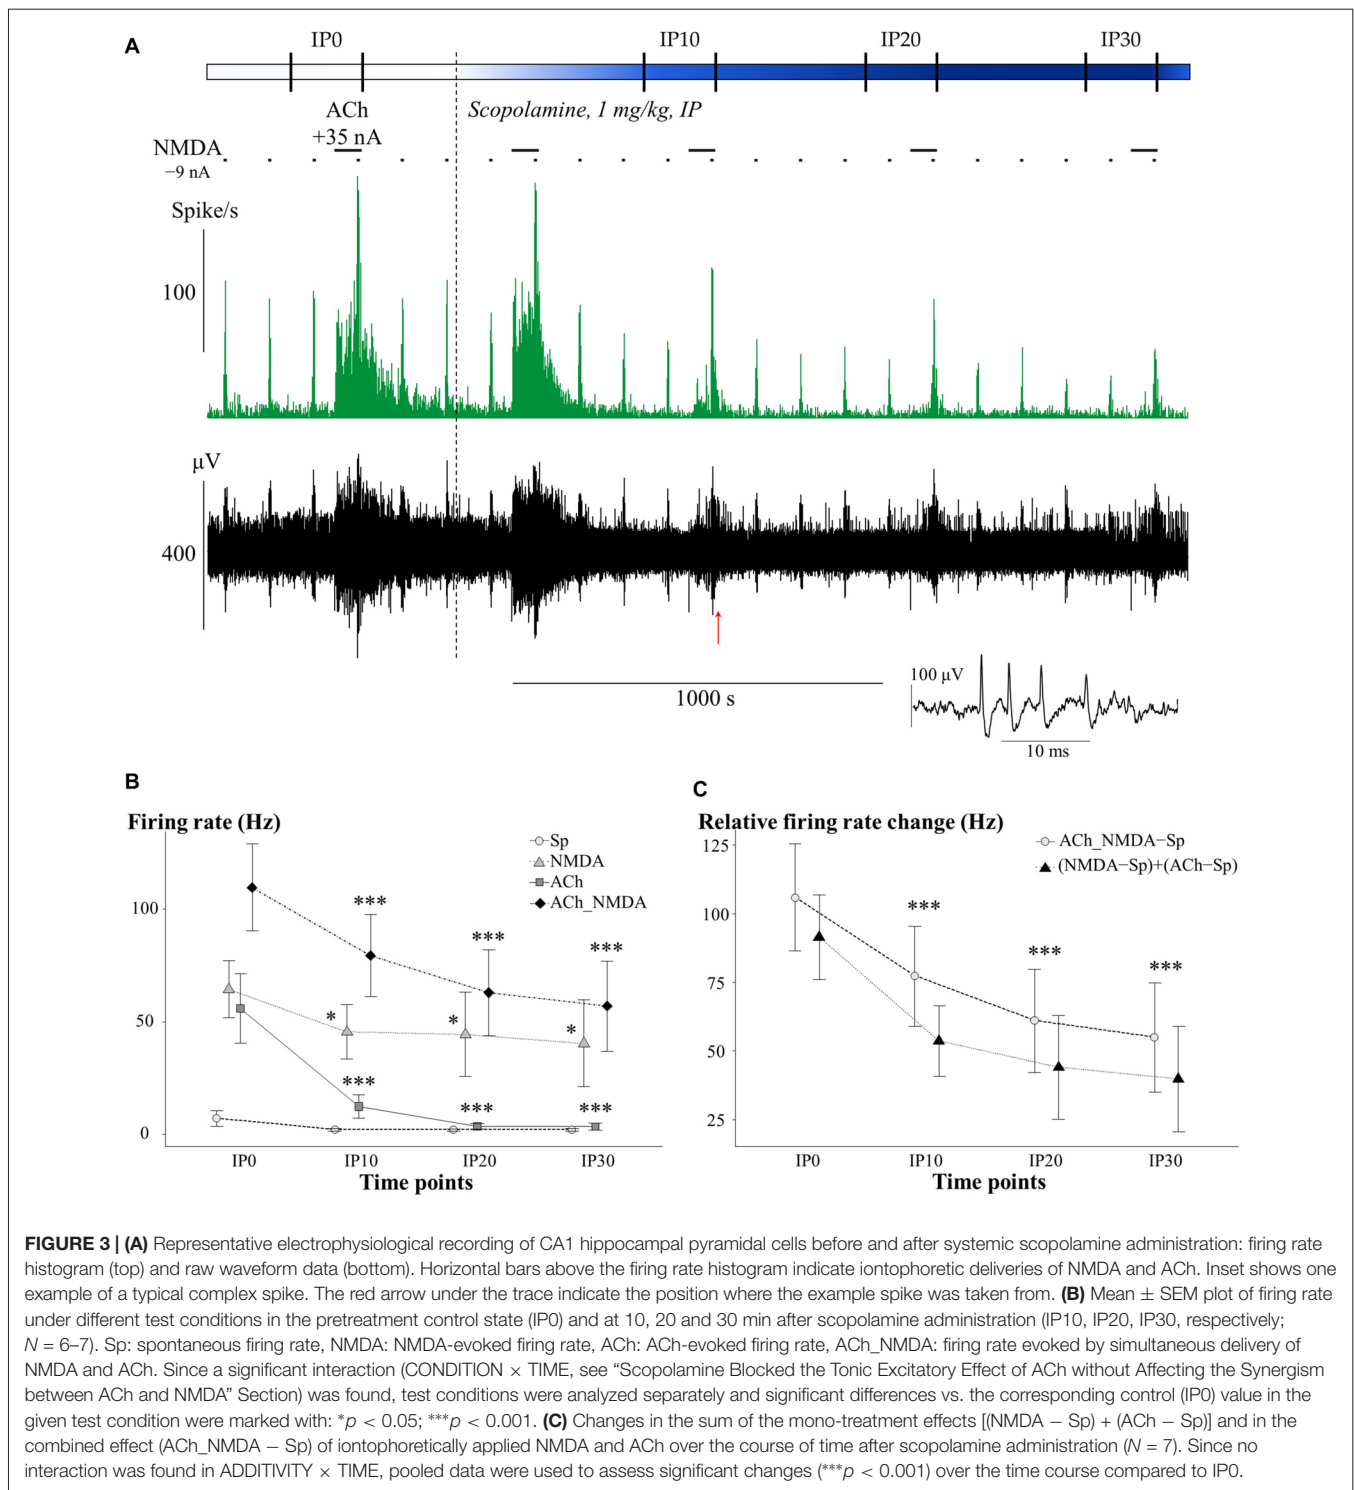 A
IP0 IP10 IP20 IP30
ACh
+35 nA
Scopolamine, 1 mg/kg, IP
NMDA
−9 nA
Spike/s
100
µV
400
1000 s
100 µV
10 ms
B
Firing rate (Hz)
Sp
NMDA
ACh
ACh_NMDA
100
50
0
***
***
***
*
*
*
***
***
***
IP0 IP10 IP20 IP30
Time points
C
Relative firing rate change (Hz)
ACh_NMDA−Sp
(NMDA−Sp)+(ACh−Sp)
125
100
75
50
25
***
***
***
IP0 IP10 IP20 IP30
Time points
FIGURE 3 | (A) Representative electrophysiological recording of CA1 hippocampal pyramidal cells before and after systemic scopolamine administration: firing rate
histogram (top) and raw waveform data (bottom). Horizontal bars above the firing rate histogram indicate iontophoretic deliveries of NMDA and ACh. Inset shows one
example of a typical complex spike. The red arrow under the trace indicate the position where the example spike was taken from. (B) Mean ± SEM plot of firing rate
under different test conditions in the pretreatment control state (IP0) and at 10, 20 and 30 min after scopolamine administration (IP10, IP20, IP30, respectively;
N = 6–7). Sp: spontaneous firing rate, NMDA: NMDA-evoked firing rate, ACh: ACh-evoked firing rate, ACh_NMDA: firing rate evoked by simultaneous delivery of
NMDA and ACh. Since a significant interaction (CONDITION × TIME, see “Scopolamine Blocked the Tonic Excitatory Effect of ACh without Affecting the Synergism
between ACh and NMDA” Section) was found, test conditions were analyzed separately and significant differences vs. the corresponding control (IP0) value in the
given test condition were marked with: *p < 0.05; ***p < 0.001. (C) Changes in the sum of the mono-treatment effects [(NMDA − Sp) + (ACh − Sp)] and in the
combined effect (ACh_NMDA − Sp) of iontophoretically applied NMDA and ACh over the course of time after scopolamine administration (N = 7). Since no
interaction was found in ADDITIVITY × TIME, pooled data were used to assess significant changes (***p < 0.001) over the time course compared to IP0.